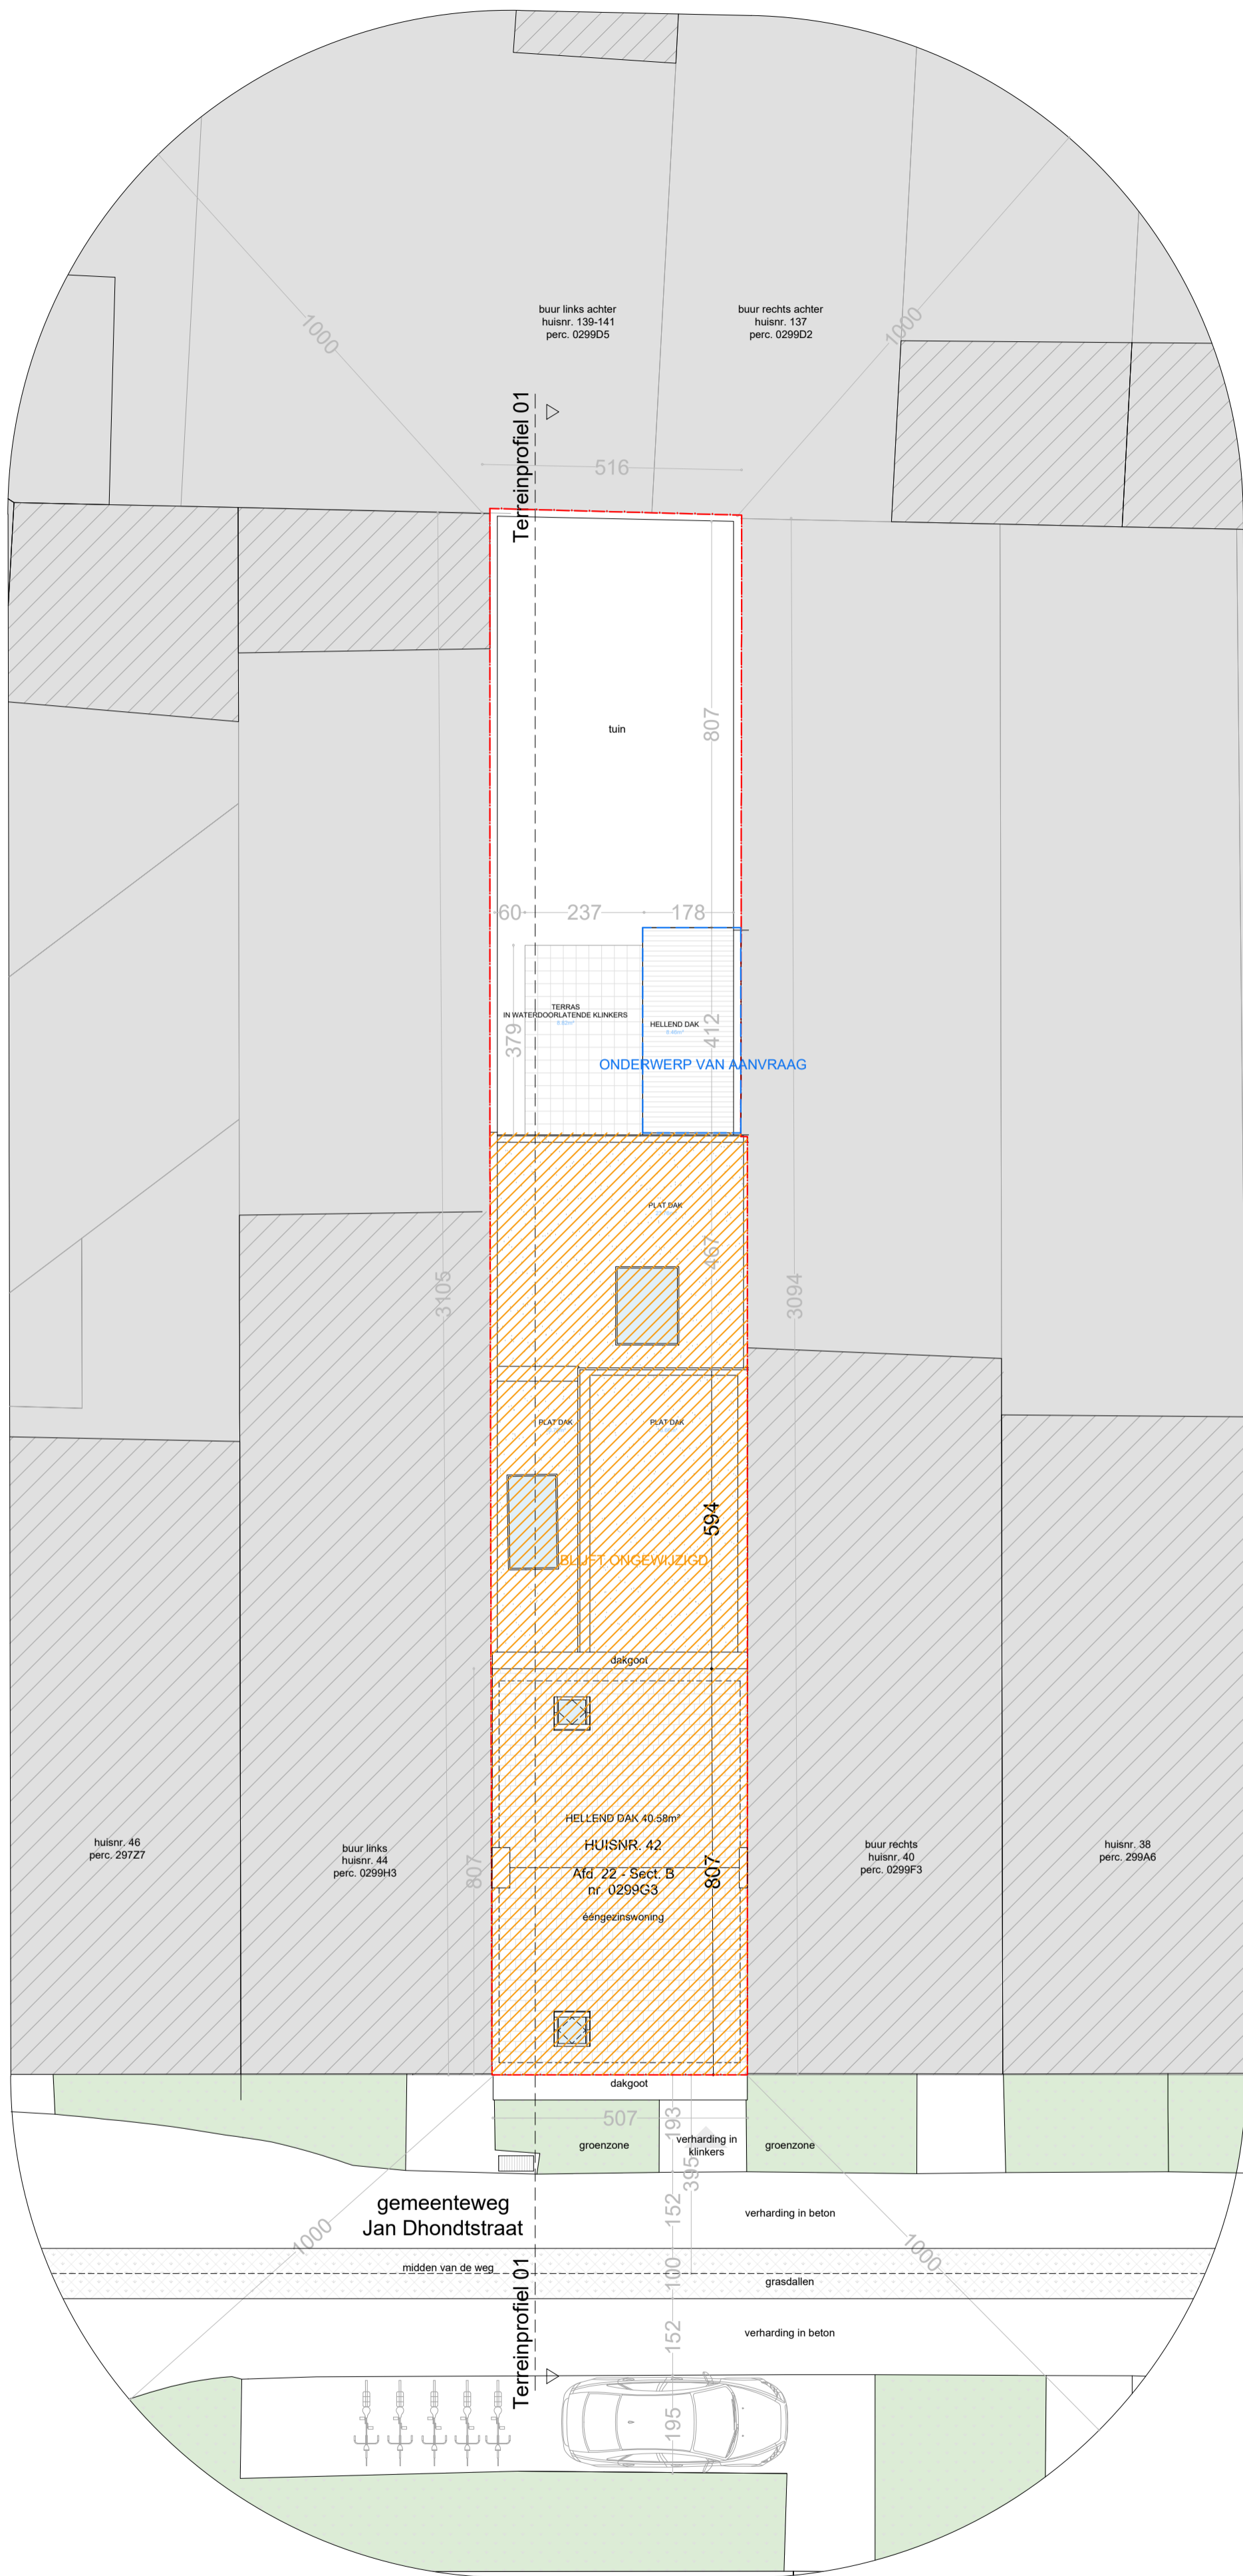 buur links achter
huisnr. 139-141
perc. 0299D5
buur rechts achter
huisnr. 137
perc. 0299D2
1000
1000
Terreinprofiel 01
516
tuin
807
60
237
178
TERRAS
IN WATERDOORLATENDE KLINKERS
379
HELLEND DAK
412
ONDERWERP VAN AANVRAAG
PLAT DAK
467
3105
3094
PLAT DAK
PLAT DAK
594
BLIJFT ONGEWIJZIGD
dakgoot
HELLEND DAK 40.58m²
HUISNR. 42
Afd. 22 - Sect. B
nr. 0299G3
ééngezinswoning
807
807
huisnr. 46
perc. 297Z7
buur links
huisnr. 44
perc. 0299H3
buur rechts
huisnr. 40
perc. 0299F3
huisnr. 38
perc. 299A6
dakgoot
507
193
groenzone
verharding in
klinkers
groenzone
395
gemeenteweg
Jan Dhondtstraat
152
verharding in beton
1000
1000
midden van de weg
100
grasdallen
Terreinprofiel 01
152
verharding in beton
195